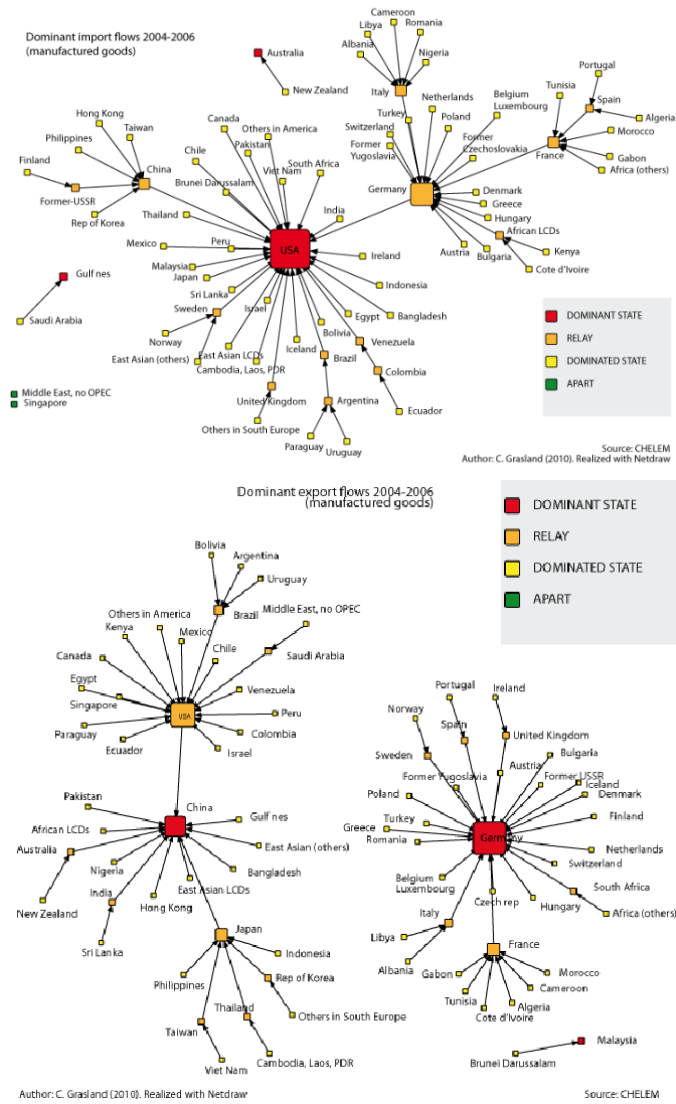 Dominant import flows 2004-2006
(manufactured goods)
Australia
New Zealand
Cameroon
Libya
Romania
Albania
Nigeria
Italy
Portugal
Tunisia
Spain
Algeria
Morocco
France
Gabon
Africa (others)
Hong Kong
Taiwan
Philippines
Finland
China
Former-USSR
Rep of Korea
Canada
Others in America
Pakistan
Chile
Viet Nam
South Africa
Brunei Darussalam
Thailand
India
Netherlands
Belgium
Luxembourg
Turkey
Switzerland
Poland
Former
Yugoslavia
Former
Czechoslovakia
Germany
Denmark
Greece
Hungary
African LCDs
Austria
Bulgaria
Kenya
Cote d'Ivoire
Mexico
Peru
USA
Ireland
Malaysia
Japan
Indonesia
Sri Lanka
Israel
Sweden
Egypt
Bangladesh
Norway
Bolivia
Venezuela
East Asian (others)
East Asian LCDs
Iceland
Cambodia, Laos, PDR
Brazil
Colombia
United Kingdom
Argentina
Ecuador
Others in South Europe
Paraguay
Uruguay
Gulf nes
Saudi Arabia
Middle East, no OPEC
Singapore
DOMINANT STATE
RELAY
DOMINATED STATE
APART
Source: CHELEM
Author: C. Grasland (2010). Realized with Netdraw
Dominant export flows 2004-2006
(manufactured goods)
DOMINANT STATE
RELAY
DOMINATED STATE
APART
Bolivia
Argentina
Uruguay
Brazil
Middle East, no OPEC
Others in America
Kenya
Mexico
Saudi Arabia
Canada
Chile
Egypt
Venezuela
Singapore
USA
Peru
Paraguay
Colombia
Ecuador
Israel
China
Pakistan
Gulf nes
African LCDs
Australia
East Asian (others)
Nigeria
Bangladesh
India
East Asian LCDs
New Zealand
Hong Kong
Sri Lanka
Japan
Indonesia
Philippines
Rep of Korea
Thailand
Taiwan
Others in South Europe
Viet Nam
Cambodia, Laos, PDR
Portugal
Ireland
Norway
Spain
United Kingdom
Sweden
Bulgaria
Austria
Former Yugoslavia
Former USSR
Iceland
Poland
Denmark
Turkey
Finland
Greece
Romania
Germany
Netherlands
Switzerland
Belgium
Luxembourg
Czech rep
South Africa
Hungary
Africa (others)
Italy
Libya
France
Albania
Gabon
Morocco
Tunisia
Cameroon
Cote d'Ivoire
Algeria
Malaysia
Brunei Darussalam
Author: C. Grasland (2010). Realized with Netdraw
Source: CHELEM